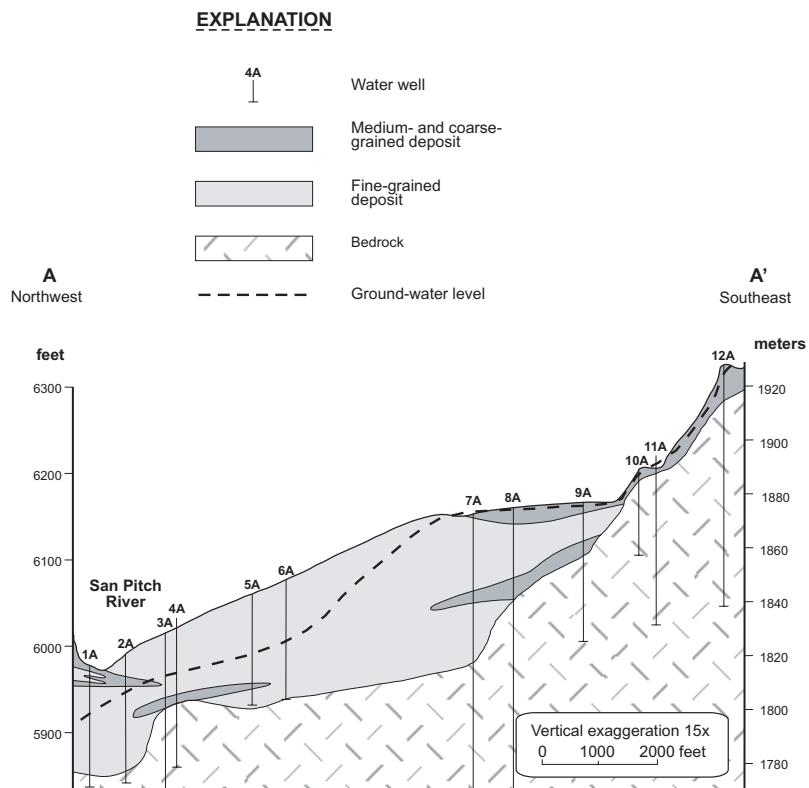 EXPLANATION
4A
Water well
Medium- and coarse-
grained deposit
Fine-grained
deposit
Bedrock
Ground-water level
A
Northwest
A'
Southeast
feet
meters
6300
6200
6100
6000
5900
1920
1900
1880
1860
1840
1820
1800
1780
San Pitch
River
1A
2A
3A
4A
5A
6A
7A
8A
9A
10A
11A
12A
Vertical exaggeration 15x
0 1000 2000 feet